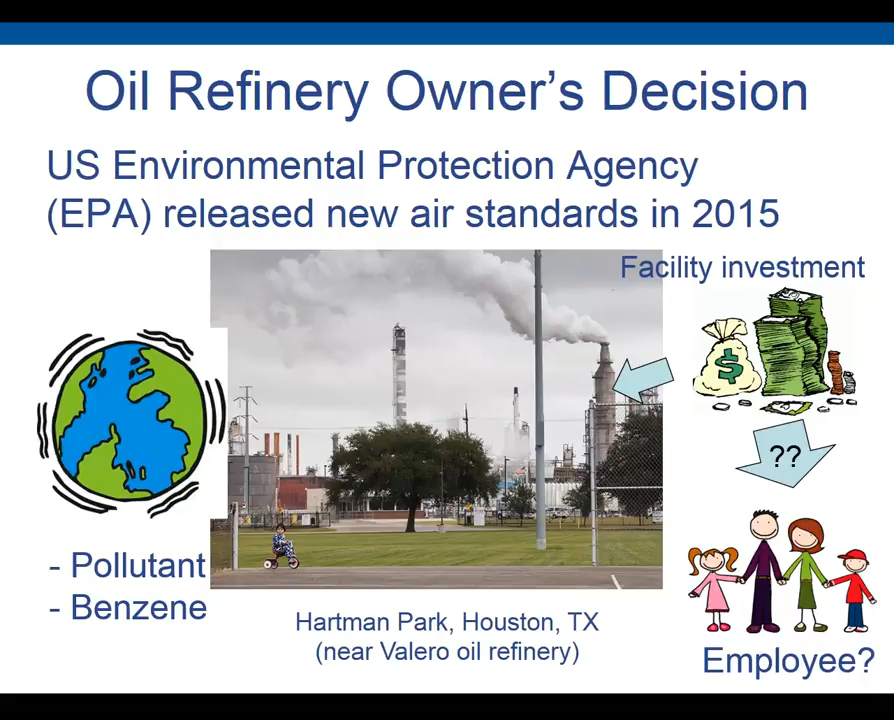 Oil Refinery Owner's Decision
US Environmental Protection Agency
(EPA) released new air standards in 2015
Facility investment
$
??
- Pollutant
- Benzene
Hartman Park, Houston, TX
(near Valero oil refinery)
Employee?